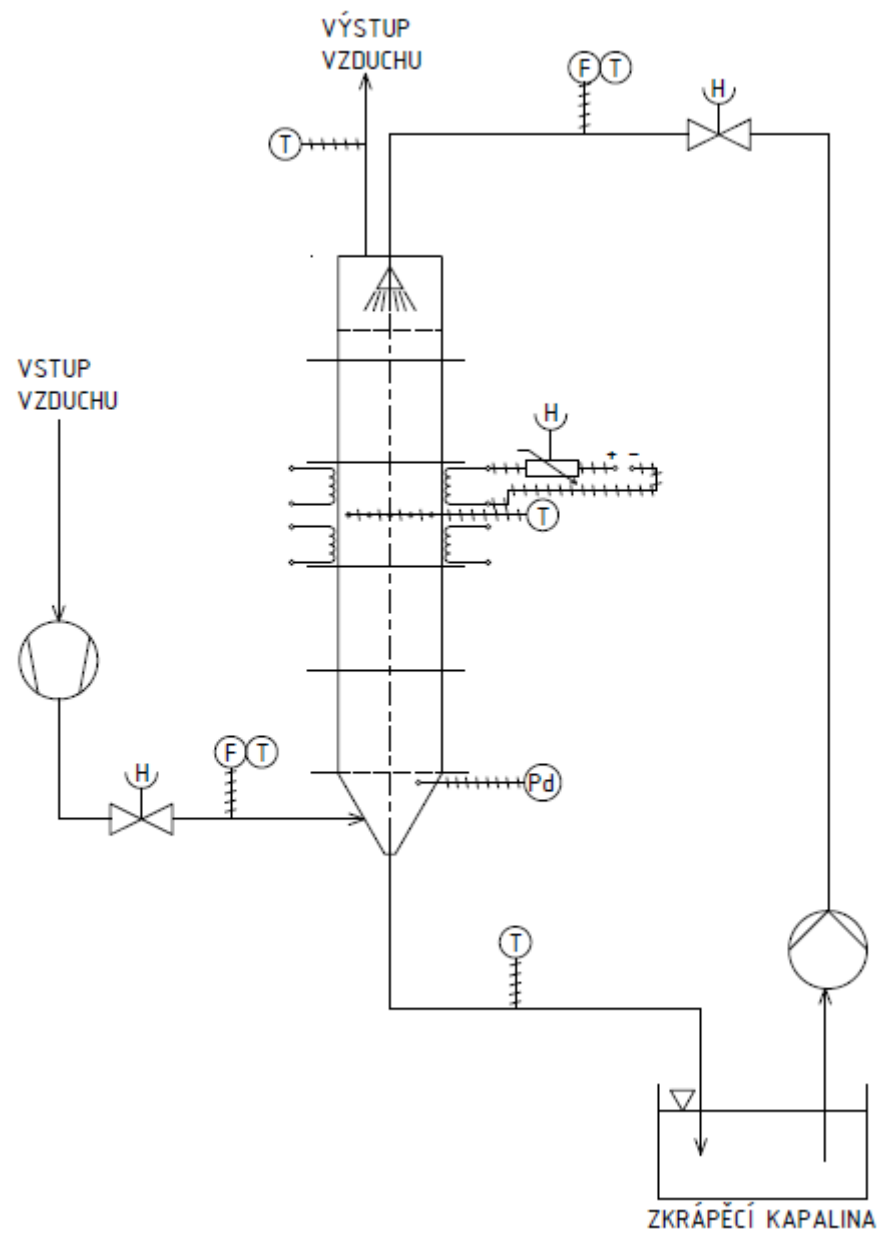 VÝSTUP
VZDUCHU
F T
H
T
VSTUP
VZDUCHU
H
+ -
T
F T
H
Pd
T
ZKRÁPĚCÍ KAPALINA